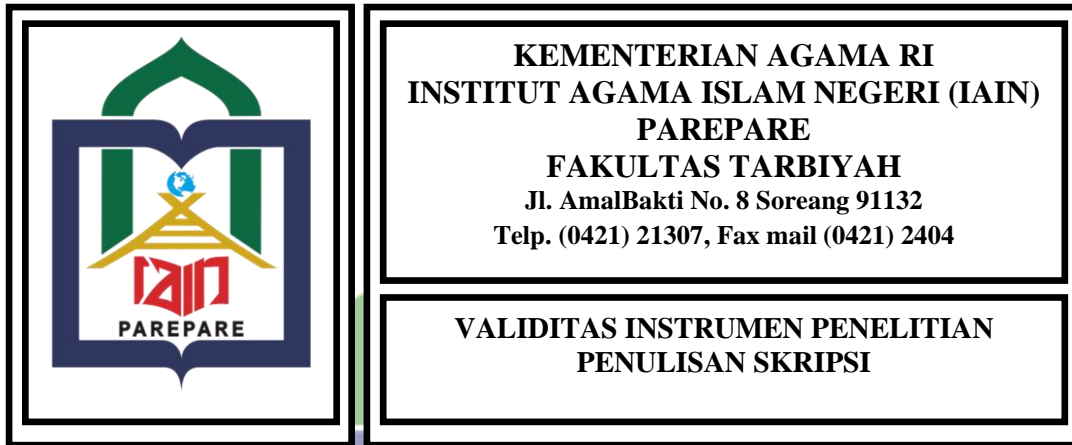 iain
PAREPARE
KEMENTERIAN AGAMA RI
INSTITUT AGAMA ISLAM NEGERI (IAIN)
PAREPARE
FAKULTAS TARBIYAH
Jl. AmalBakti No. 8 Soreang 91132
Telp. (0421) 21307, Fax mail (0421) 2404
VALIDITAS INSTRUMEN PENELITIAN
PENULISAN SKRIPSI